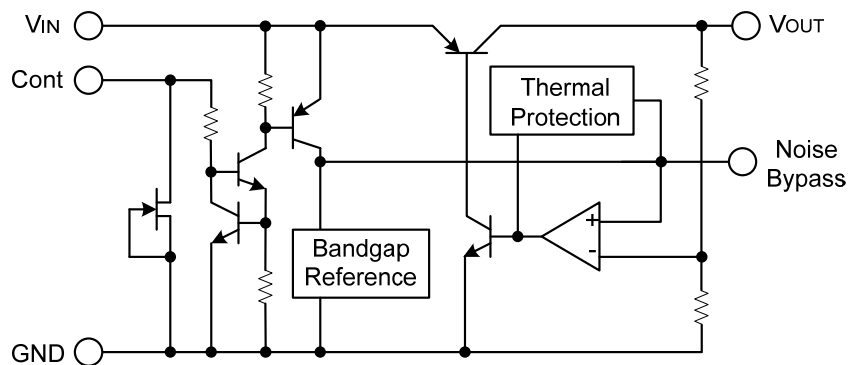 VIN
VOUT
Cont
Thermal
Protection
Noise
Bypass
+
-
Bandgap
Reference
GND